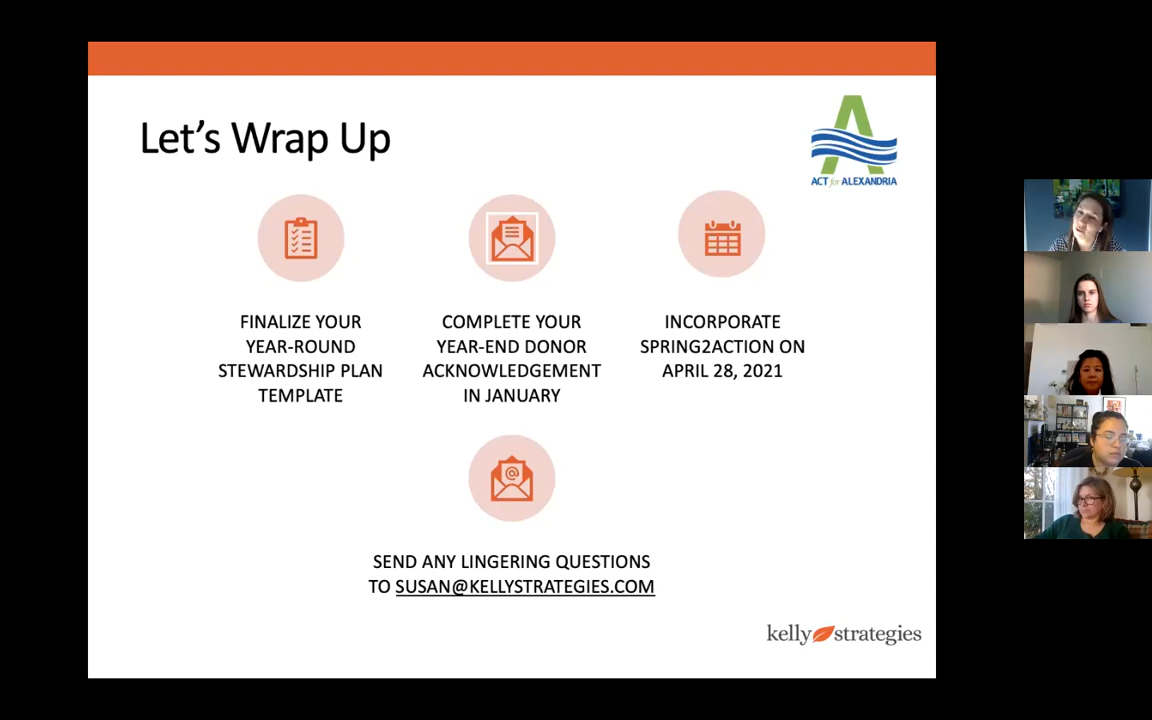 Let's Wrap Up
ACT for ALEXANDRIA
FINALIZE YOUR
YEAR-ROUND
STEWARDSHIP PLAN
TEMPLATE
COMPLETE YOUR
YEAR-END DONOR
ACKNOWLEDGEMENT
IN JANUARY
INCORPORATE
SPRING2ACTION ON
APRIL 28, 2021
@
SEND ANY LINGERING QUESTIONS
TO SUSAN@KELLYSTRATEGIES.COM
kelly strategies